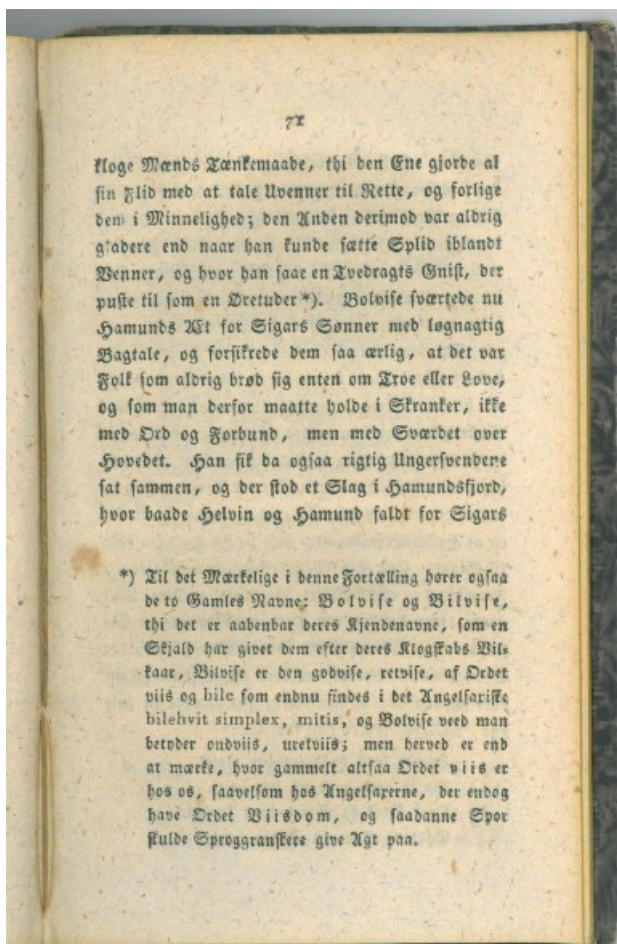 71
kloge Mænds Tænkemaade, thi den Ene gjorde al
sin Flid med at tale Uvenner til Rette, og forlige
dem i Minnelighed; den Anden derimod var aldrig
gladere end naar han kunde sætte Splid iblandt
Venner, og hvor han saae en Tvedragts Gnist, der
puste til som en Øretuder*). Bolvise sværtede nu
Hamunds Æt for Sigars Sønner med løgnagtig
Bagtale, og forsikrede dem saa ærlig, at det var
Folk som aldrig brød sig enten om Troe eller Love,
og som man derfor maatte holde i Skranker, ikke
med Ord og Forbund, men med Sværdet over
Hovedet. Han fik da ogsaa rigtig Ungersvendene
sat sammen, og der stod et Slag i Hamundsfjord,
hvor baade Helvin og Hamund faldt for Sigars
*) Til det Mærkelige i denne Fortælling hører ogsaa
de to Gamles Navne: Bolvise og Bilvise,
thi det er aabenbar deres Kjendenavne, som en
Skjald har givet dem efter deres Klogskabs Vil-
kaar, Bilvise er den godvise, retvise, af Ordet
viis og bile som endnu findes i det Angelsaxiske
bilehvit simplex, mitis, og Bolvise veed man
betyder ondviis, uretviis; men herved er end
at mærke, hvor gammelt altsaa Ordet viis er
hos os, saavelsom hos Angelsaxerne, der endog
have Ordet Viisdom, og saadanne Spor
skulde Sproggranskere give Agt paa.